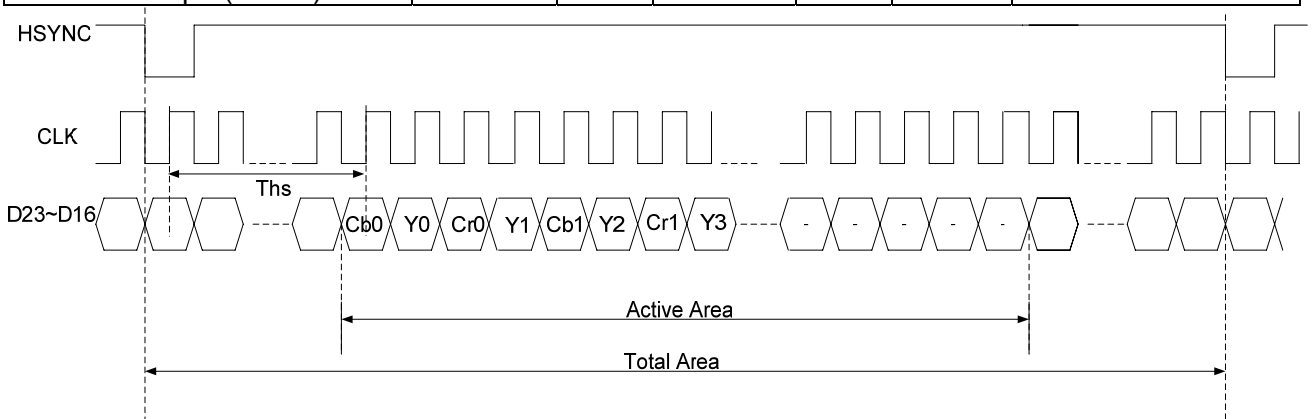 HSYNC
CLK
Ths
D23~D16
Cb0 Y0 Cr0 Y1 Cb1 Y2 Cr1 Y3 - - - - -
Active Area
Total Area